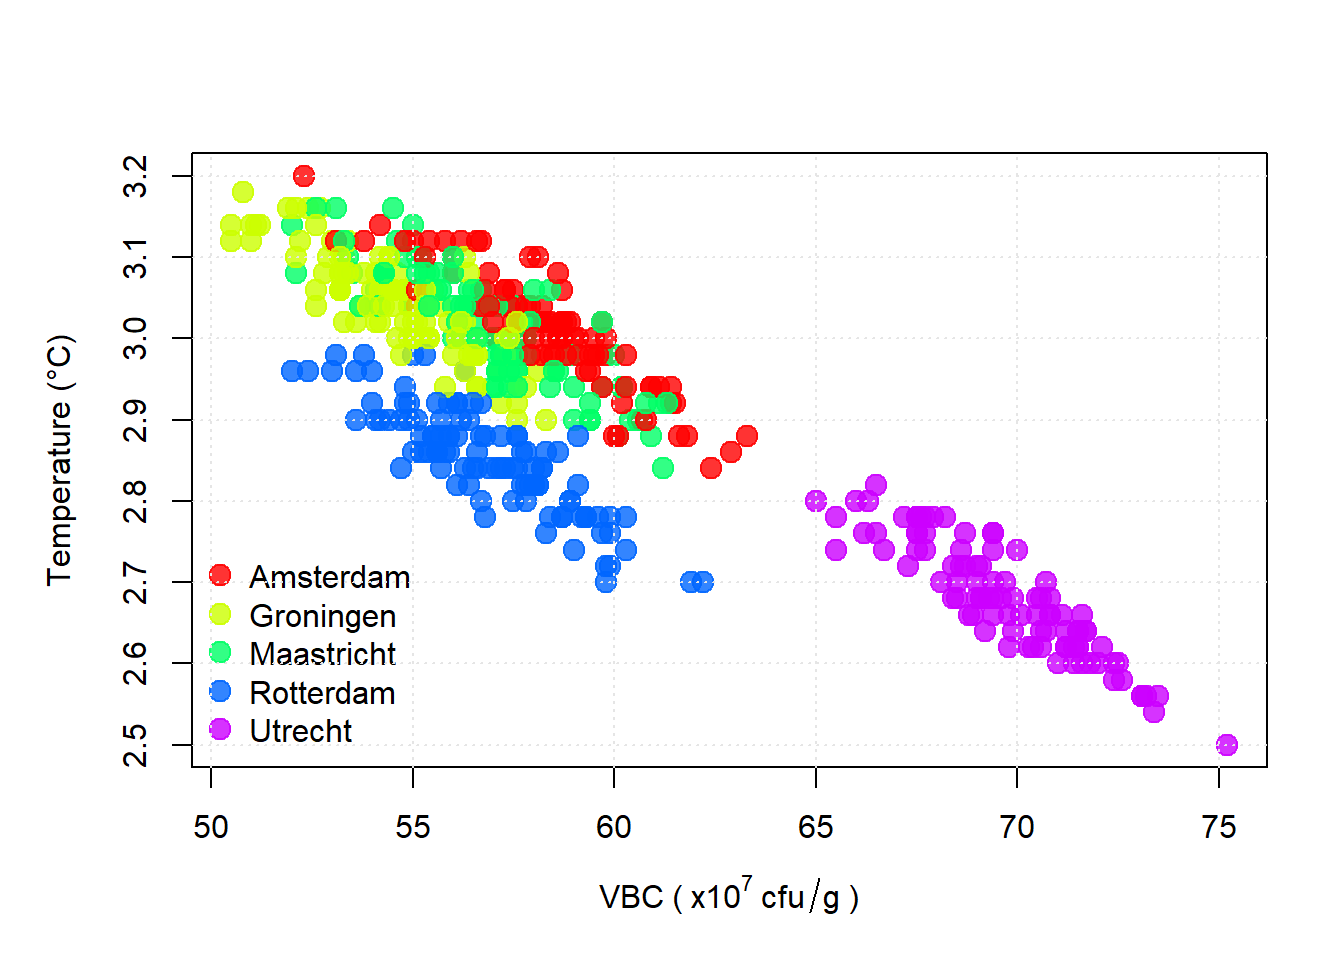 3.2
3.1
3.0
2.9
2.8
2.7
2.6
2.5
Temperature (°C)
Amsterdam
Groningen
Maastricht
Rotterdam
Utrecht
50 55 60 65 70 75
VBC ( x10⁷ cfu/g )